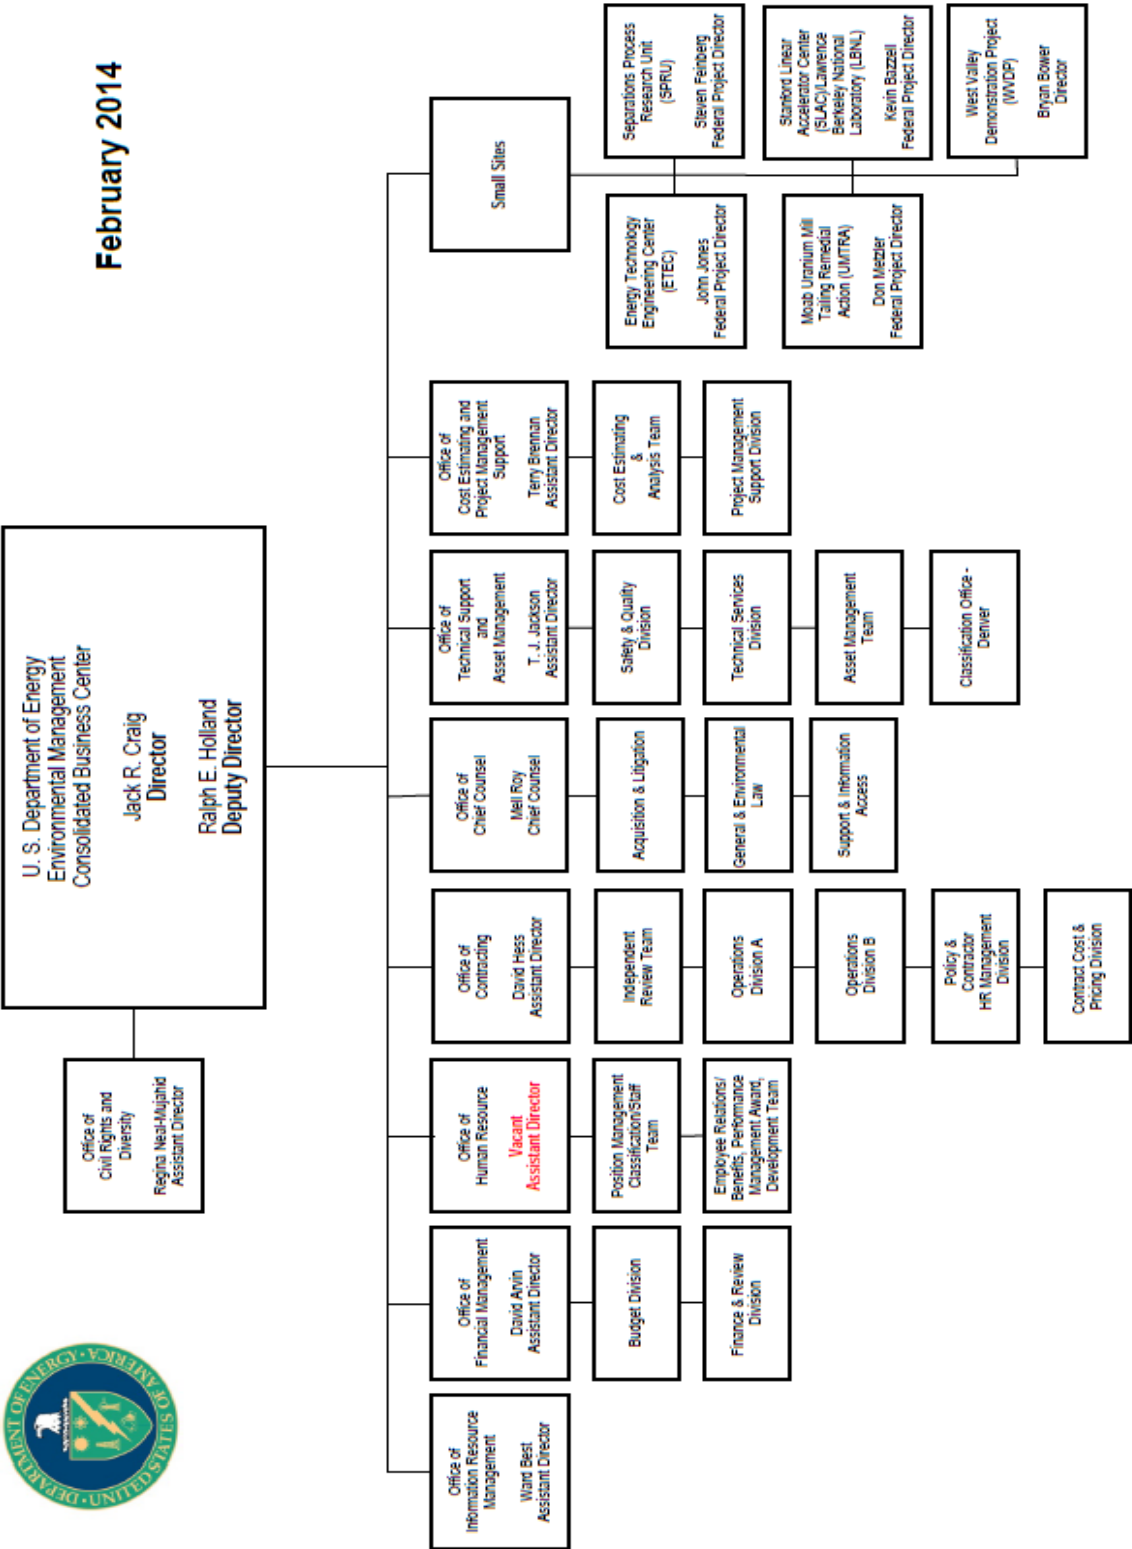 DEPARTMENT OF ENERGY • UNITED STATES OF AMERICA •
February 2014
U. S. Department of Energy
Environmental Management
Consolidated Business Center
Jack R. Craig
Director
Ralph E. Holland
Deputy Director
Office of
Civil Rights and
Diversity
Regina Neal-Mujahid
Assistant Director
Office of
Information Resource
Management
Ward Best
Assistant Director
Office of
Financial Management
David Arvin
Assistant Director
Budget Division
Finance & Review
Division
Office of
Human Resource
Vacant
Assistant Director
Position Management
Classification/Staff
Team
Employee Relations/
Benefits, Performance
Management Award,
Development Team
Office of
Contracting
David Hess
Assistant Director
Independent
Review Team
Operations
Division A
Operations
Division B
Policy &
Contractor
HR Management
Division
Contract Cost &
Pricing Division
Office of
Chief Counsel
Mell Roy
Chief Counsel
Acquisition & Litigation
General & Environmental
Law
Support & Information
Access
Office of
Technical Support
and
Asset Management
T. J. Jackson
Assistant Director
Safety & Quality
Division
Technical Services
Division
Asset Management
Team
Classification Office -
Denver
Office of
Cost Estimating and
Project Management
Support
Terry Brennan
Assistant Director
Cost Estimating
&
Analysis Team
Project Management
Support Division
Small Sites
Energy Technology
Engineering Center
(ETEC)
John Jones
Federal Project Director
Separations Process
Research Unit
(SPRU)
Steven Feinberg
Federal Project Director
Moab Uranium Mill
Tailing Remedial
Action (UMTRA)
Don Metzler
Federal Project Director
Stanford Linear
Accelerator Center
(SLAC)/Lawrence
Berkeley National
Laboratory (LBNL)
Kevin Bazzell
Federal Project Director
West Valley
Demonstration Project
(WVDP)
Bryan Bower
Director